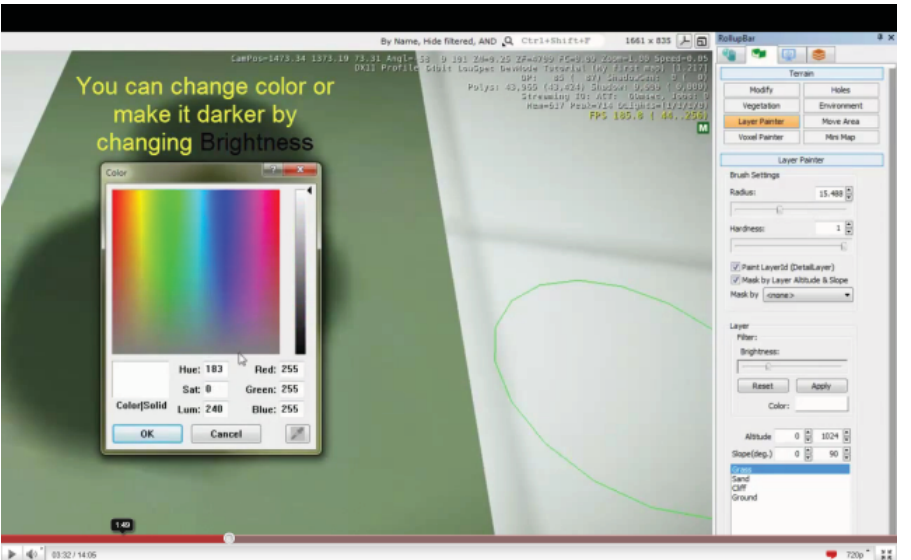 By Name, Hide filtered, AND
Ctrl+Shift+F
1661 x 835
RollupBar
You can change color or
make it darker by
changing Brightness
Terrain
Modify
Holes
Vegetation
Environment
Layer Painter
Move Area
Voxel Painter
Mini Map
Layer Painter
Brush Settings
Radius:
15.488
Hardness:
1
Paint LayerId (DetailLayer)
Mask by Layer Altitude & Slope
Mask by
<none>
Layer
Filter:
Brightness:
Reset
Apply
Color:
Altitude
0
1024
Slope(deg.)
0
90
Grass
Sand
Cliff
Ground
M
Color
Hue: 183
Red: 255
Sat: 0
Green: 255
Color|Solid
Lum: 240
Blue: 255
OK
Cancel
1:49
03:32 / 14:05
720p